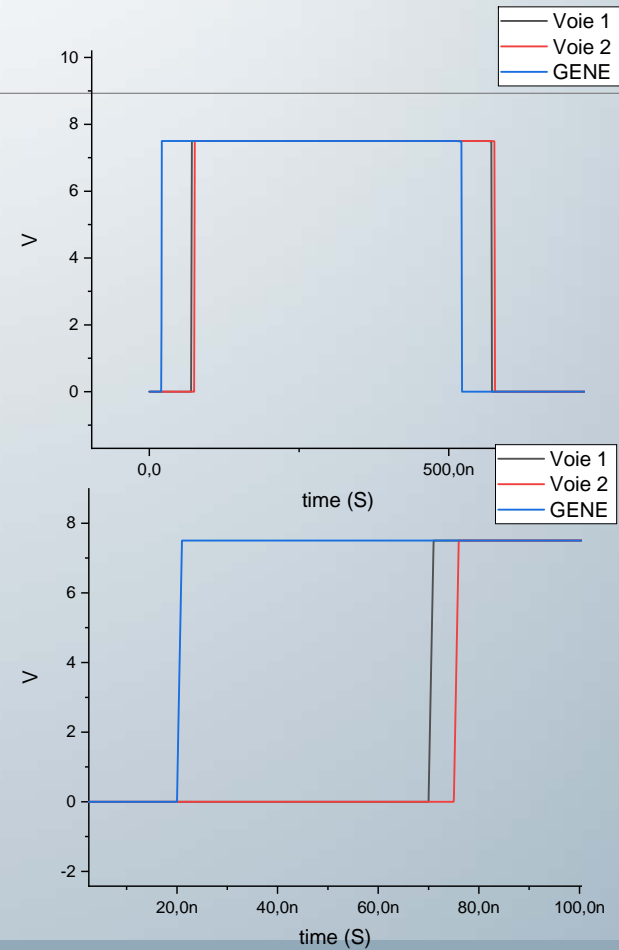 Voie 1
Voie 2
GENE
10
8
6
4
2
0
V
0,0
500,0n
time (S)
Voie 1
Voie 2
GENE
8
6
4
2
0
-2
V
20,0n
40,0n
60,0n
80,0n
100,0n
time (S)